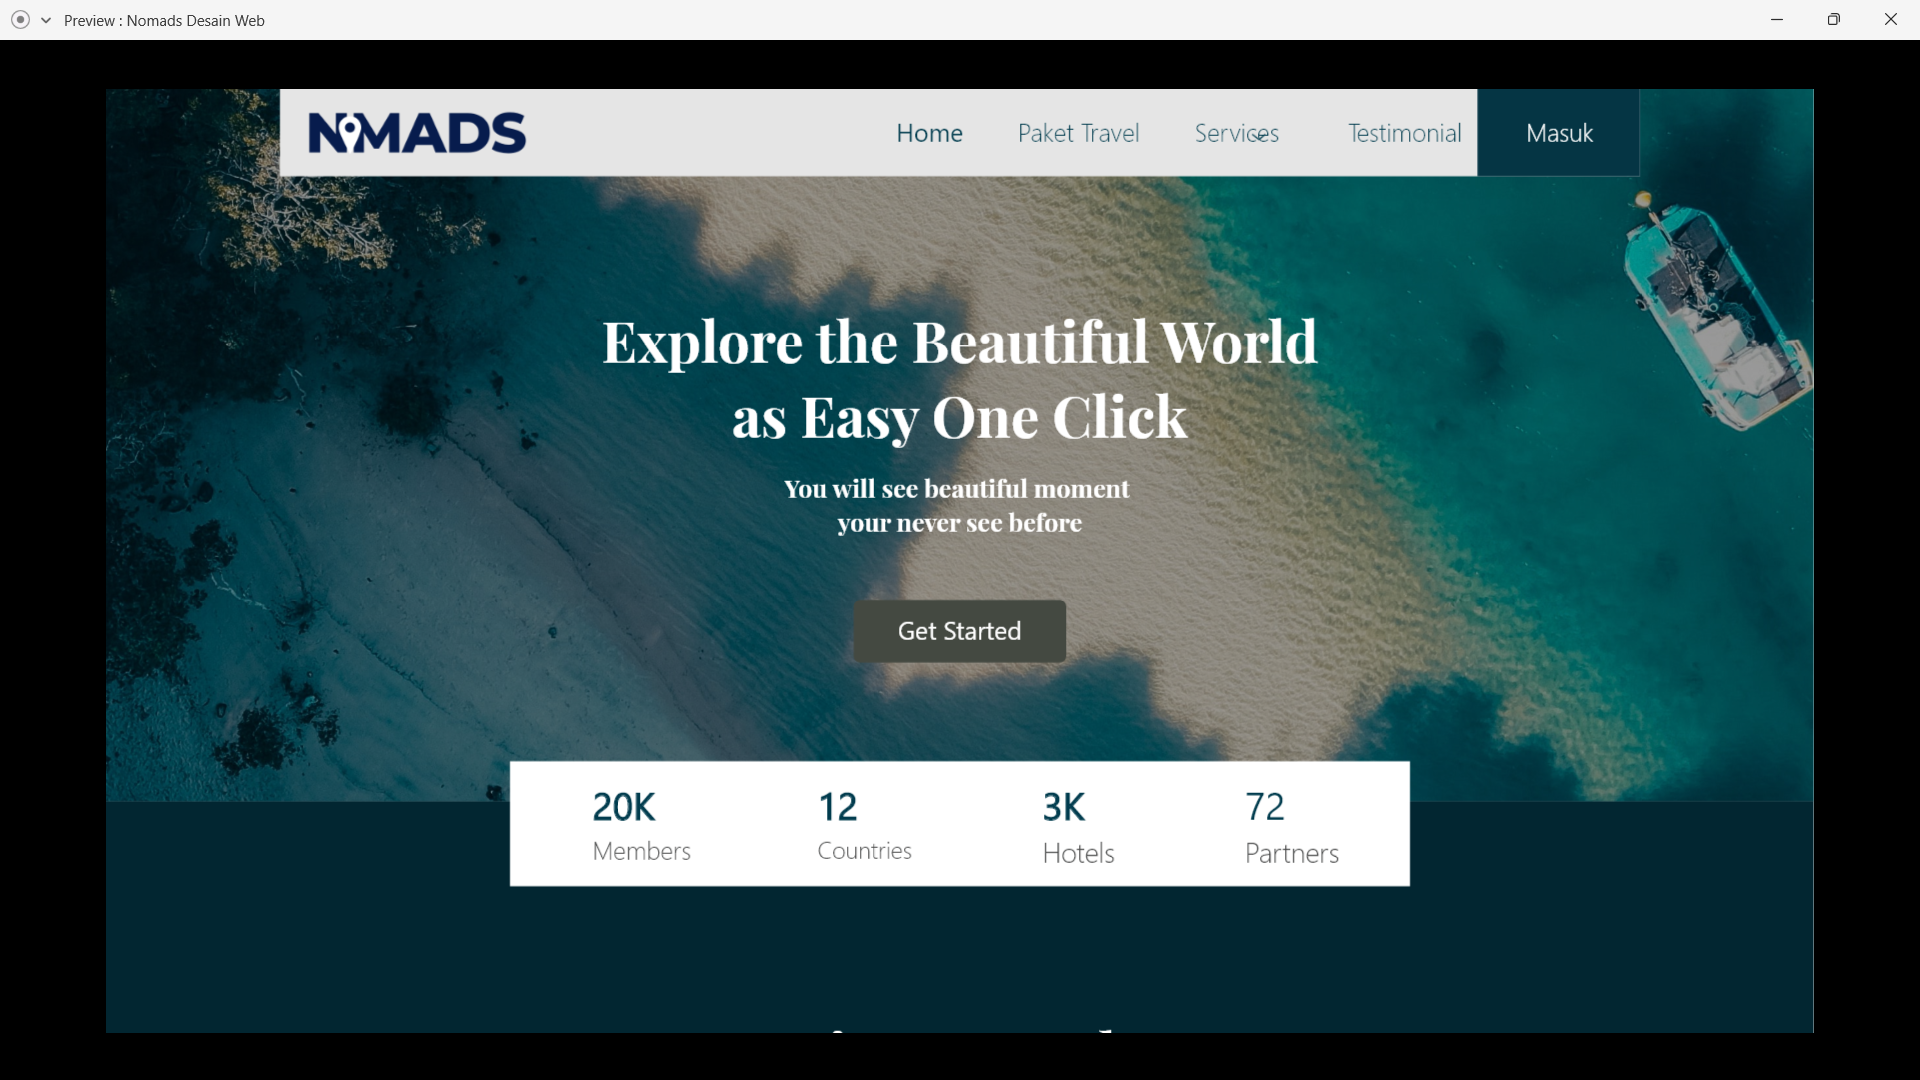 Preview : Nomads Desain Web
NOMADS
Home Paket Travel Services Testimonial Masuk
Explore the Beautiful World
as Easy One Click
You will see beautiful moment
your never see before
Get Started
20K 12 3K 72
Members Countries Hotels Partners